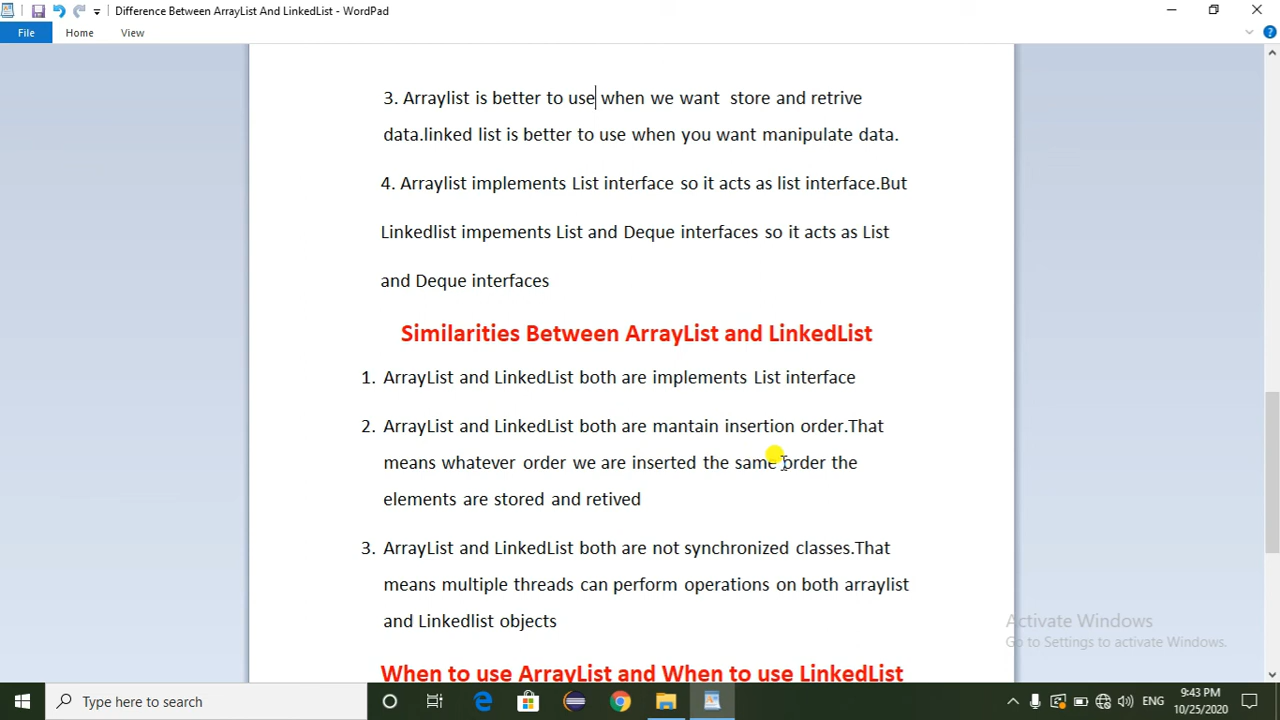 Difference Between ArrayList And LinkedList - WordPad
File Home View
3. Arraylist is better to use when we want  store and retrive
data.linked list is better to use when you want manipulate data.
4. Arraylist implements List interface so it acts as list interface.But
Linkedlist impements List and Deque interfaces so it acts as List
and Deque interfaces
Similarities Between ArrayList and LinkedList
1. ArrayList and LinkedList both are implements List interface
2. ArrayList and LinkedList both are mantain insertion order.That
means whatever order we are inserted the same order the
elements are stored and retived
3. ArrayList and LinkedList both are not synchronized classes.That
means multiple threads can perform operations on both arraylist
and Linkedlist objects
Activate Windows
Go to Settings to activate Windows.
When to use ArrayList and When to use LinkedList
Type here to search
ENG
9:43 PM
10/25/2020